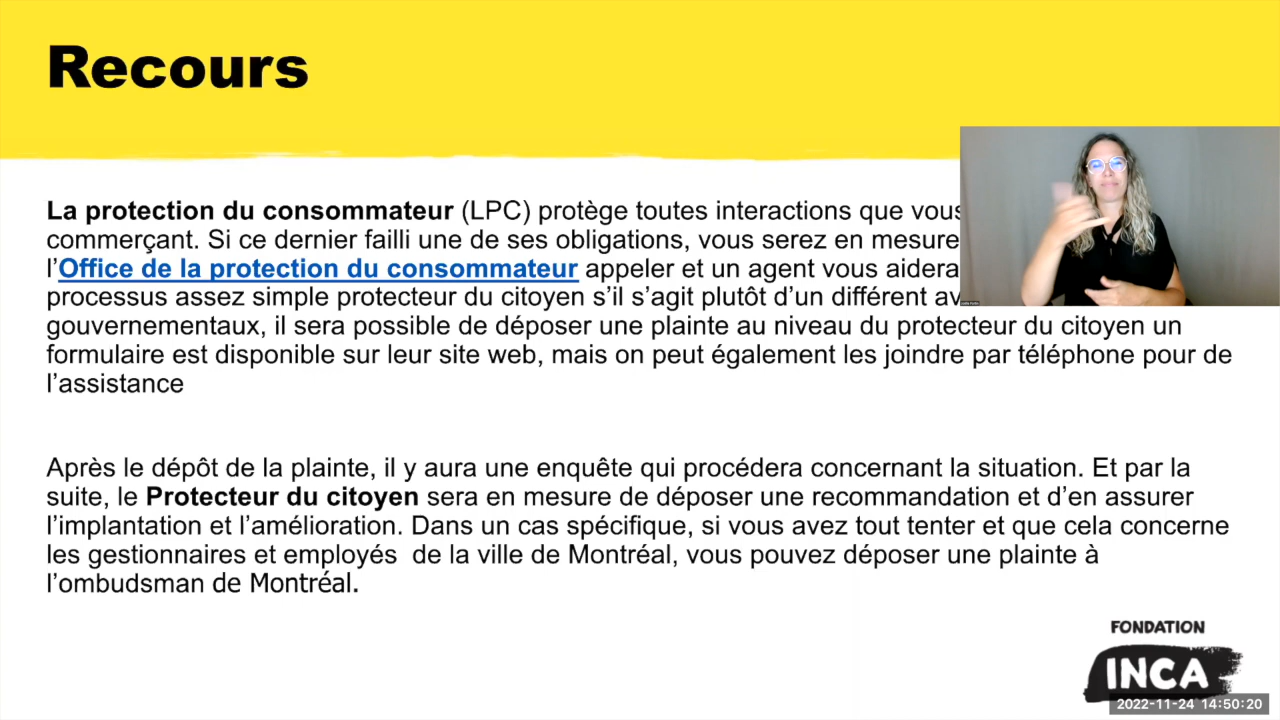 Recours
La protection du consommateur (LPC) protège toutes interactions que vous
commerçant. Si ce dernier failli une de ses obligations, vous serez en mesure
l’Office de la protection du consommateur appeler et un agent vous aidera
processus assez simple protecteur du citoyen s’il s’agit plutôt d’un différent
gouvernementaux, il sera possible de déposer une plainte au niveau du protecteur du citoyen un
formulaire est disponible sur leur site web, mais on peut également les joindre par téléphone pour de
l’assistance
Après le dépôt de la plainte, il y aura une enquête qui procédera concernant la situation. Et par la
suite, le Protecteur du citoyen sera en mesure de déposer une recommandation et d’en assurer
l’implantation et l’amélioration. Dans un cas spécifique, si vous avez tout tenter et que cela concerne
les gestionnaires et employés  de la ville de Montréal, vous pouvez déposer une plainte à
l’ombudsman de Montréal.
FONDATION
INCA
2022-11-24 14:50:20